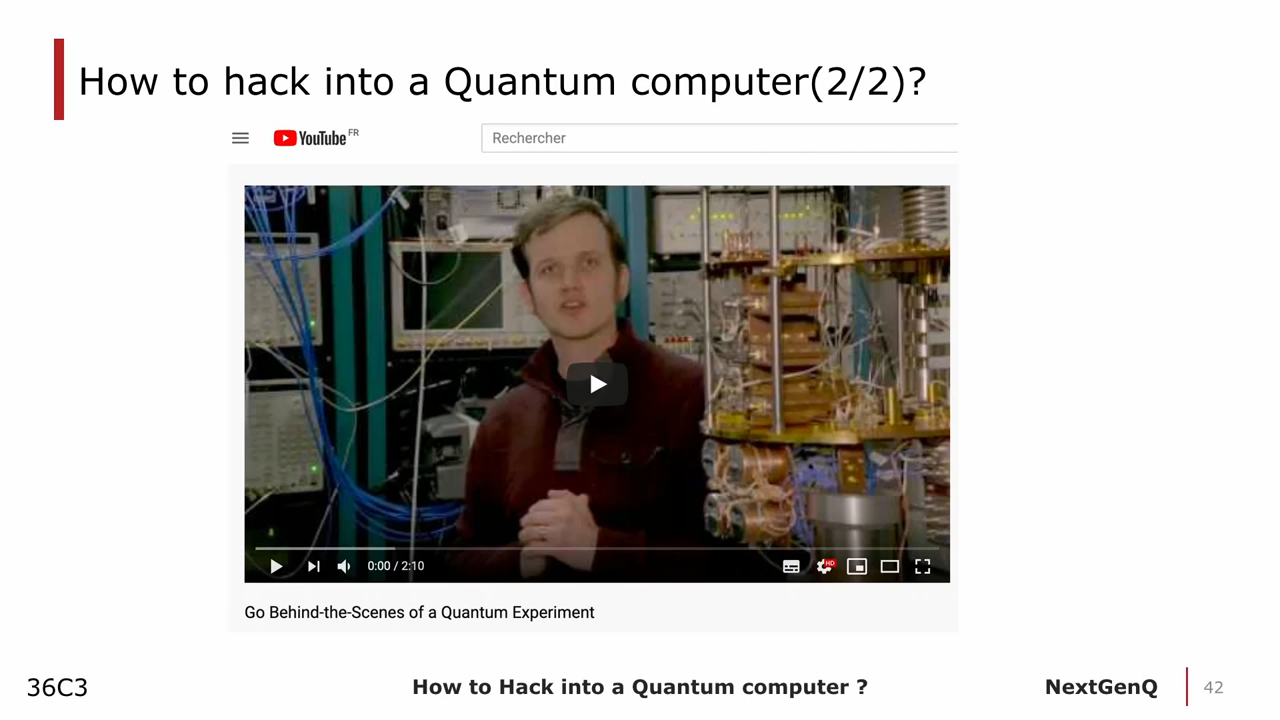 How to hack into a Quantum computer(2/2)?
YouTube FR
Rechercher
0:00 / 2:10
HD
Go Behind-the-Scenes of a Quantum Experiment
36C3
How to Hack into a Quantum computer ?
NextGenQ
42